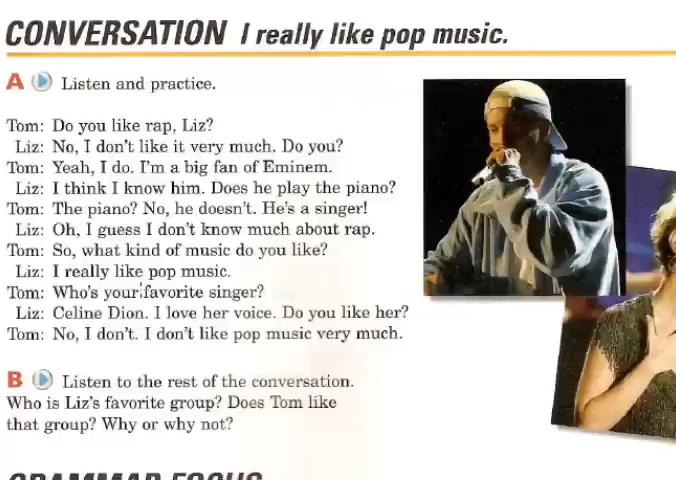 CONVERSATION I really like pop music.
A Listen and practice.
Tom: Do you like rap, Liz?
Liz: No, I don't like it very much. Do you?
Tom: Yeah, I do. I'm a big fan of Eminem.
Liz: I think I know him. Does he play the piano?
Tom: The piano? No, he doesn't. He's a singer!
Liz: Oh, I guess I don't know much about rap.
Tom: So, what kind of music do you like?
Liz: I really like pop music.
Tom: Who's your favorite singer?
Liz: Celine Dion. I love her voice. Do you like her?
Tom: No, I don't. I don't like pop music very much.
B Listen to the rest of the conversation.
Who is Liz's favorite group? Does Tom like
that group? Why or why not?
GRAMMAR FOCUS